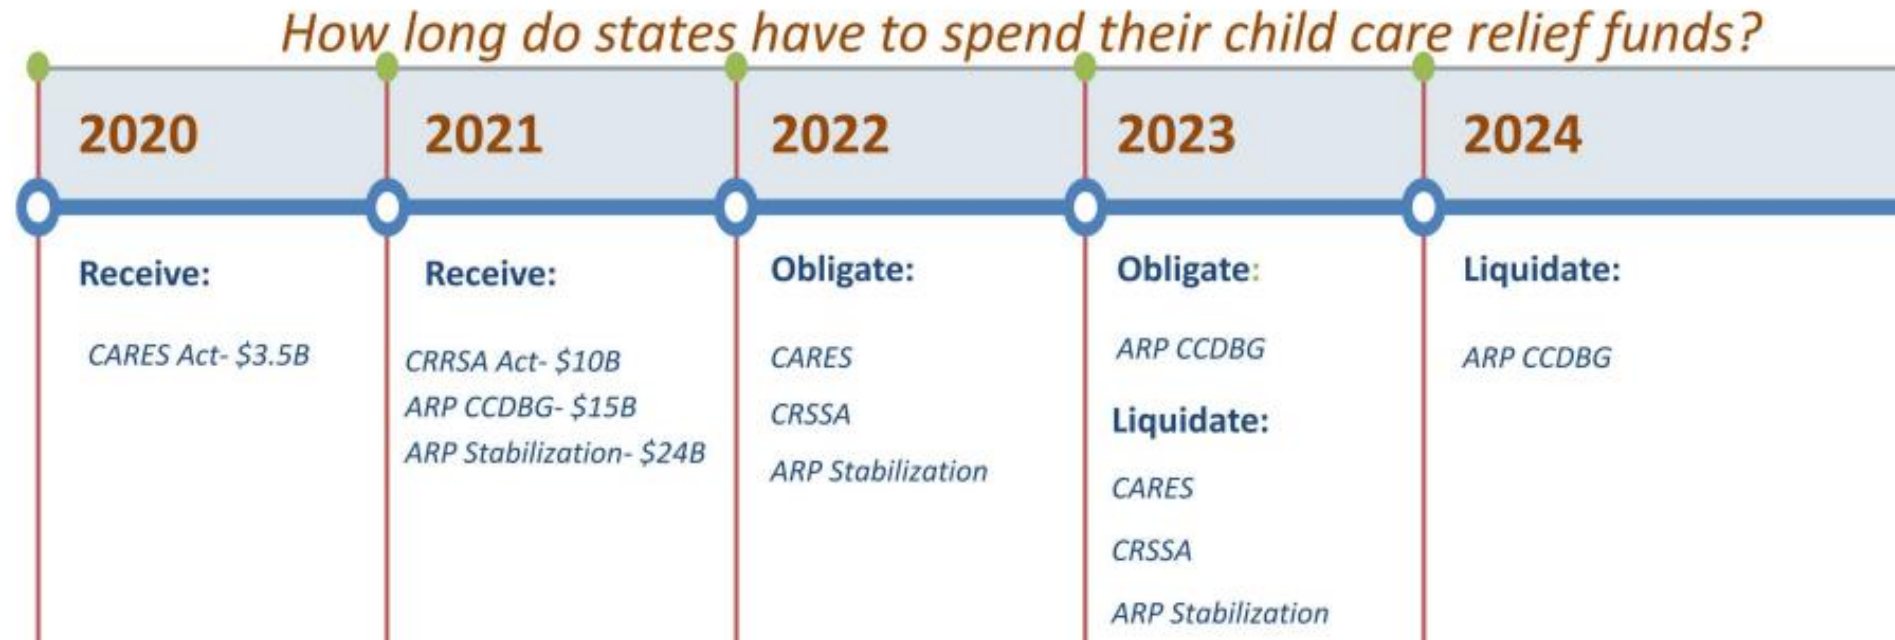 How long do states have to spend their child care relief funds?
2020
2021
2022
2023
2024
Receive:
CARES Act- $3.5B
Receive:
CRRSA Act- $10B
ARP CCDBG- $15B
ARP Stabilization- $24B
Obligate:
CARES
CRSSA
ARP Stabilization
Obligate:
ARP CCDBG
Liquidate:
CARES
CRSSA
ARP Stabilization
Liquidate:
ARP CCDBG